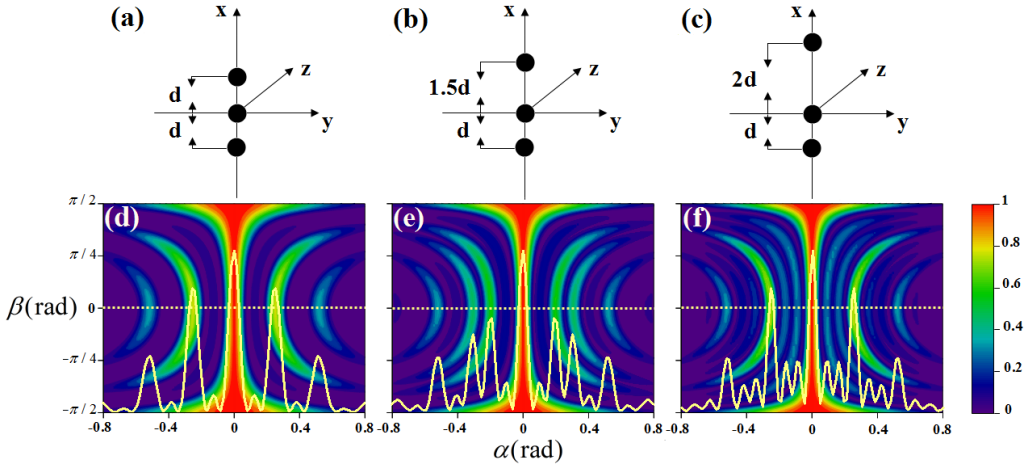 (a) x z y d d
(b) x z y 1.5d d
(c) x z y 2d d
(d) (e) (f)
π/2 π/4 0 -π/4 -π/2
β(rad)
1 0.8 0.6 0.4 0.2 0
-0.8 -0.4 0 0.4 0.8 -0.4 0 0.4 0.8 -0.8 -0.4 0 0.4 0.8
α(rad)